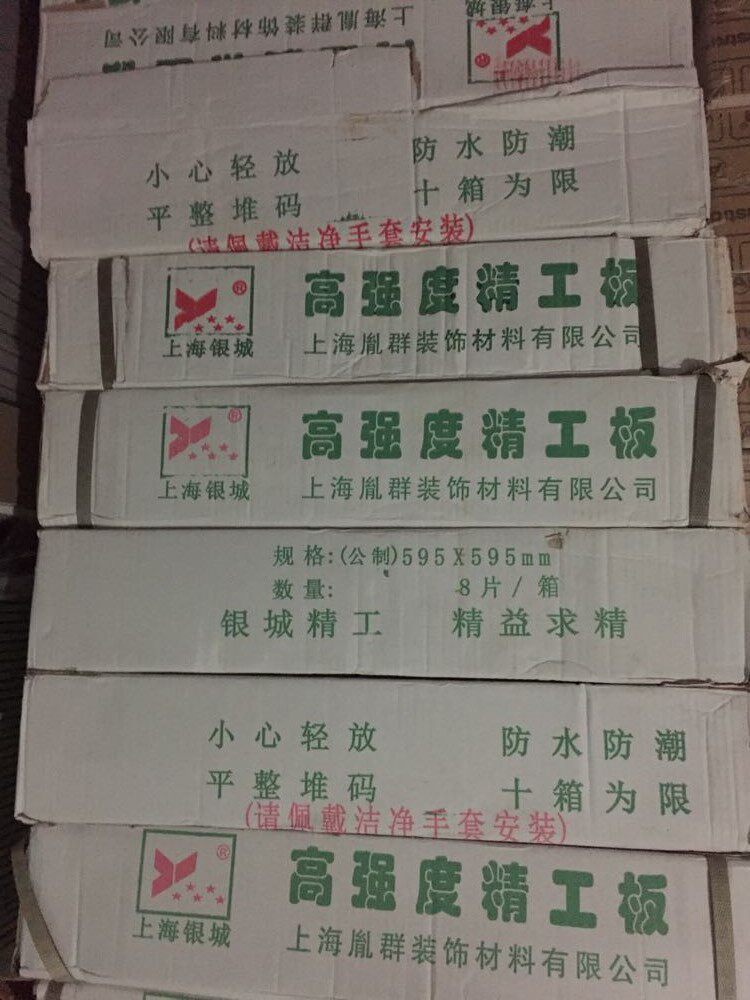 上海胤群装饰材料有限公司
上海银城
®
小心轻放 防水防潮
平整堆码 十箱为限
(请佩戴洁净手套安装)
®
上海银城
高强度精工板
上海胤群装饰材料有限公司
®
上海银城
高强度精工板
上海胤群装饰材料有限公司
规格:(公制)595X595mm
数量: 8片/箱
银城精工 精益求精
小心轻放 防水防潮
平整堆码 十箱为限
(请佩戴洁净手套安装)
®
上海银城
高强度精工板
上海胤群装饰材料有限公司